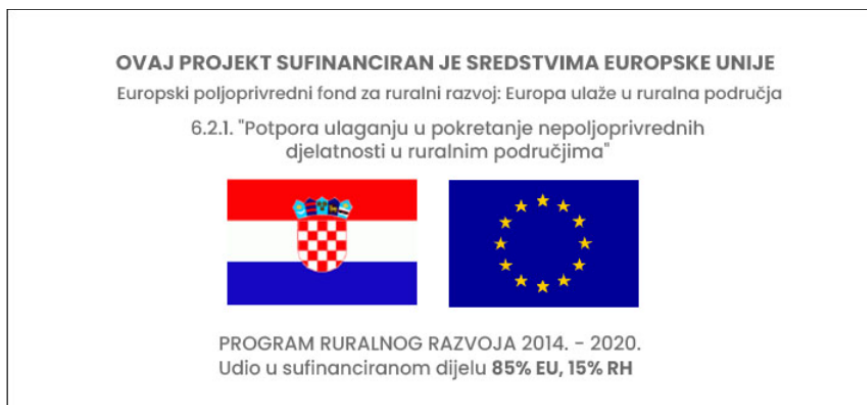 OVAJ PROJEKT SUFINANCIRAN JE SREDSTVIMA EUROPSKE UNIJE
Europski poljoprivredni fond za ruralni razvoj: Europa ulaže u ruralna područja
6.2.1. "Potpora ulaganju u pokretanje nepoljoprivrednih
djelatnosti u ruralnim područjima"
PROGRAM RURALNOG RAZVOJA 2014. - 2020.
Udio u sufinanciranom dijelu 85% EU, 15% RH